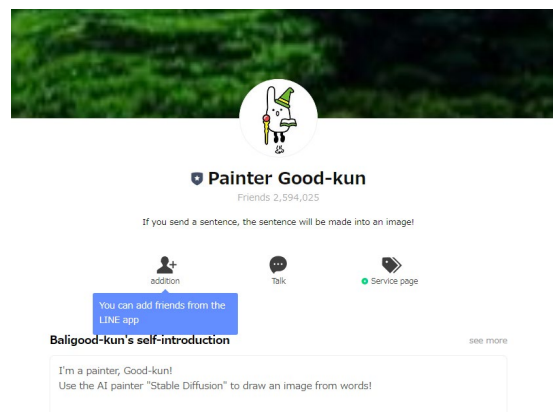 Painter Good-kun
Friends 2,594,025
If you send a sentence, the sentence will be made into an image!
addition
Talk
Service page
You can add friends from the
LINE app
Baligood-kun's self-introduction
see more
I'm a painter, Good-kun!
Use the AI painter "Stable Diffusion" to draw an image from words!